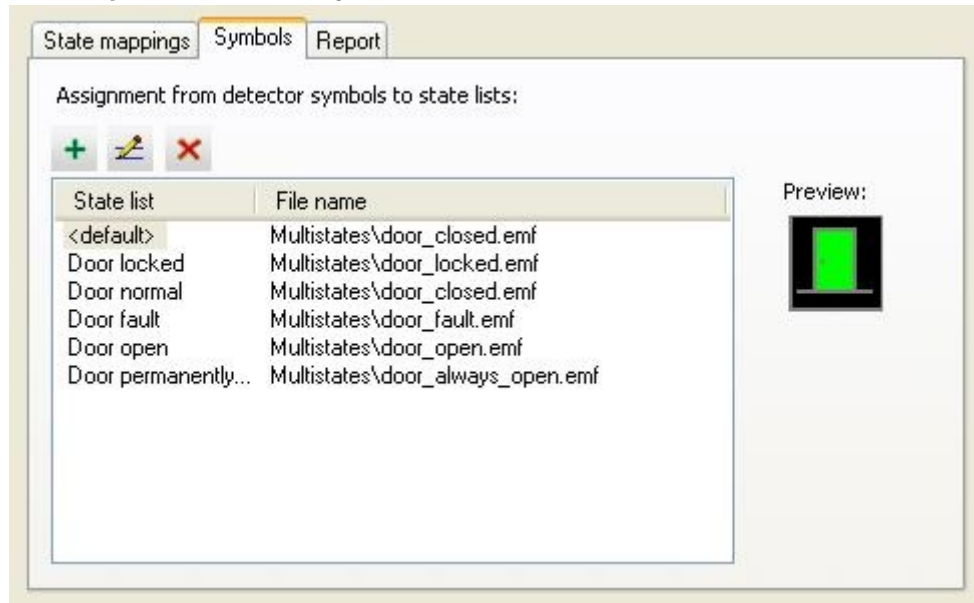 State mappings Symbols Report
Assignment from detector symbols to state lists:
State list File name Preview:
<default> Multistates\door_closed.emf
Door locked Multistates\door_locked.emf
Door normal Multistates\door_closed.emf
Door fault Multistates\door_fault.emf
Door open Multistates\door_open.emf
Door permanently... Multistates\door_always_open.emf